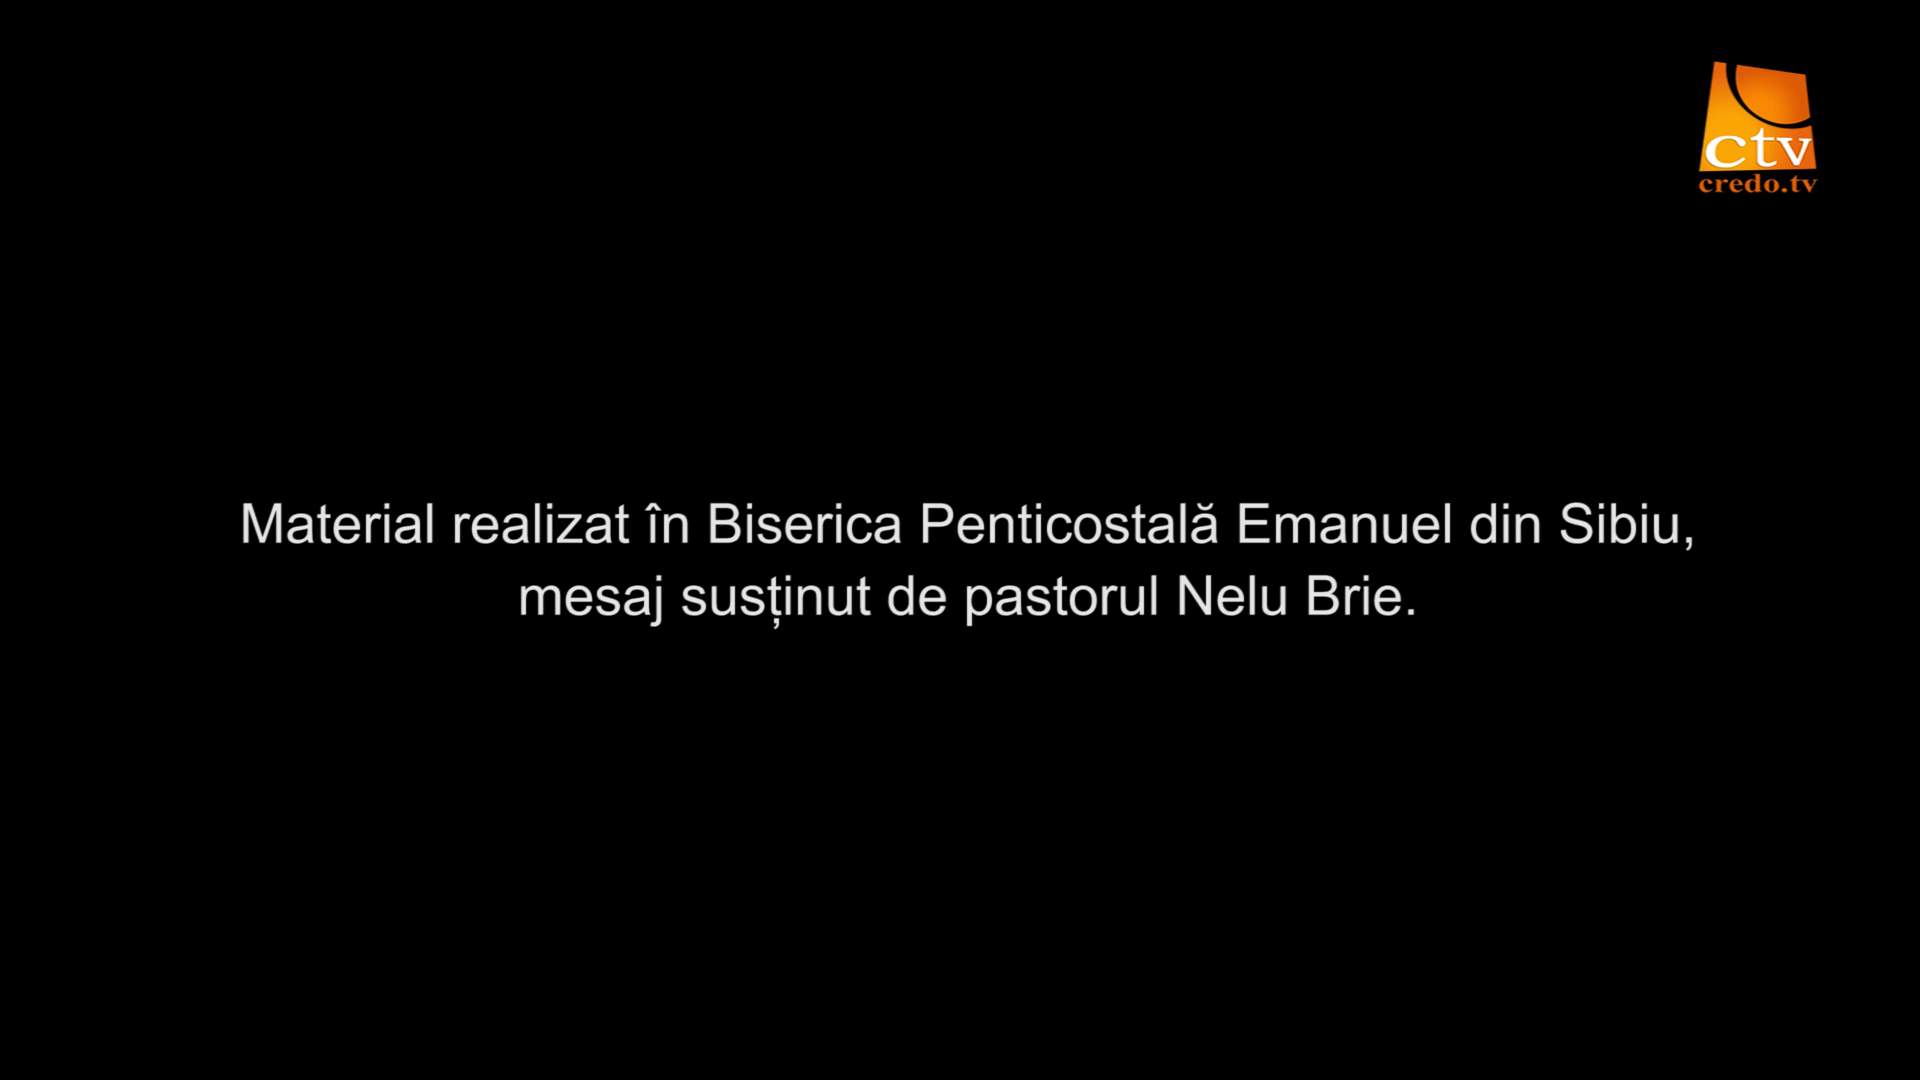 ctv
credo.tv
Material realizat în Biserica Penticostală Emanuel din Sibiu,
mesaj susținut de pastorul Nelu Brie.